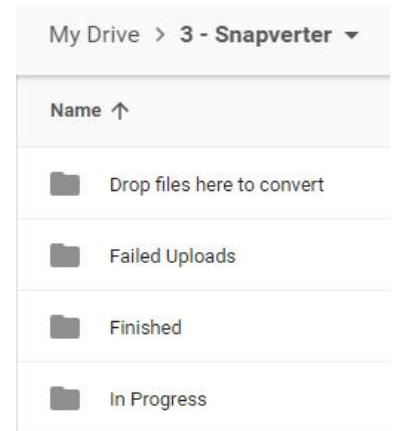 My Drive > 3 - Snapverter
Name
Drop files here to convert
Failed Uploads
Finished
In Progress